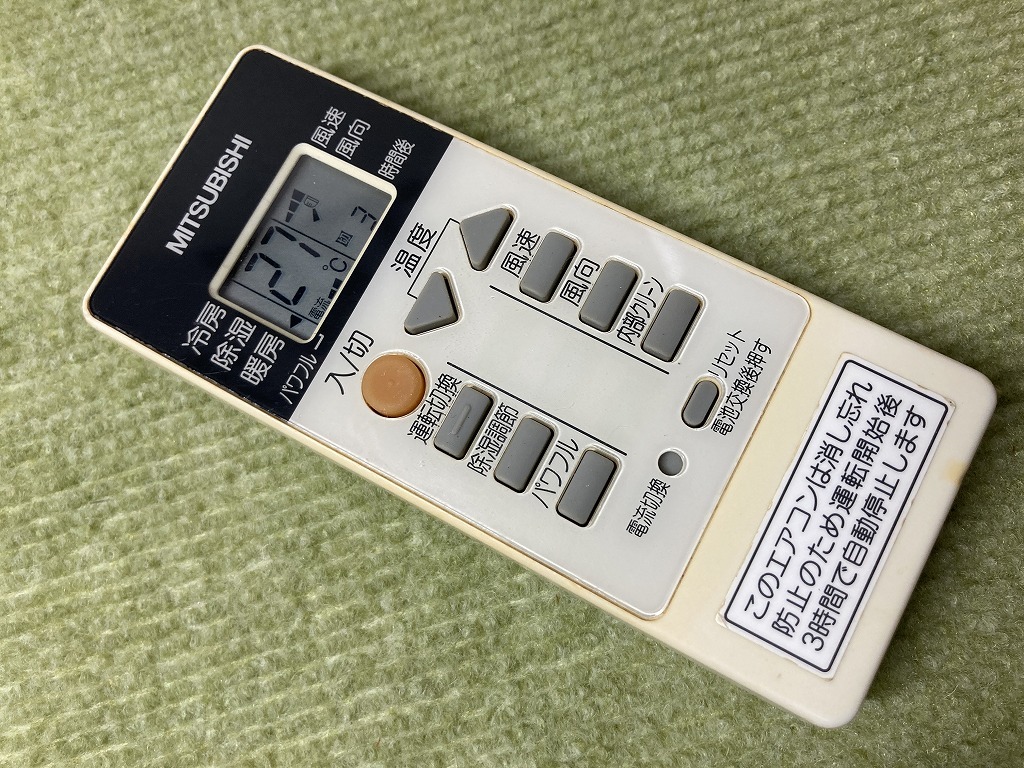 MITSUBISHI
風速
風向
時間後
27
℃
3
電流
冷房
除湿
暖房
パワフル
温度
入/切
風速
風向
内部クリーン
運転切換
除湿調節
パワフル
リセット
電池交換後押す
電流切換
このエアコンは消し忘れ
防止のため運転開始後
3時間で自動停止します